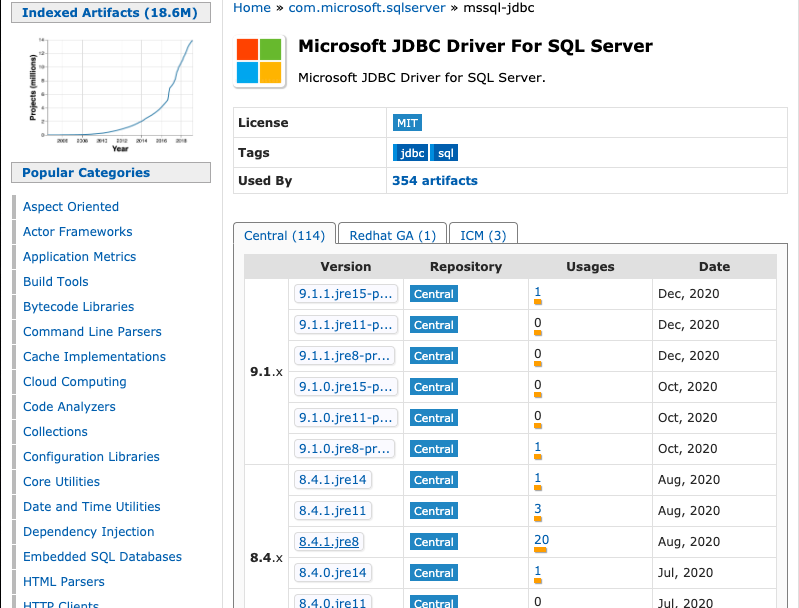 Indexed Artifacts (18.6M)
Projects (millions)
Year
Popular Categories
Aspect Oriented
Actor Frameworks
Application Metrics
Build Tools
Bytecode Libraries
Command Line Parsers
Cache Implementations
Cloud Computing
Code Analyzers
Collections
Configuration Libraries
Core Utilities
Date and Time Utilities
Dependency Injection
Embedded SQL Databases
HTML Parsers
HTTP Clients
Home » com.microsoft.sqlserver » mssql-jdbc
Microsoft JDBC Driver For SQL Server
Microsoft JDBC Driver for SQL Server.
License MIT
Tags jdbc sql
Used By 354 artifacts
Central (114) Redhat GA (1) ICM (3)
Version Repository Usages Date
9.1.x
9.1.1.jre15-p... Central 1 Dec, 2020
9.1.1.jre11-p... Central 0 Dec, 2020
9.1.1.jre8-pr... Central 0 Dec, 2020
9.1.0.jre15-p... Central 0 Oct, 2020
9.1.0.jre11-p... Central 0 Oct, 2020
9.1.0.jre8-pr... Central 1 Oct, 2020
8.4.x
8.4.1.jre14 Central 1 Aug, 2020
8.4.1.jre11 Central 3 Aug, 2020
8.4.1.jre8 Central 20 Aug, 2020
8.4.0.jre14 Central 1 Jul, 2020
8.4.0.jre11 Central 0 Jul, 2020